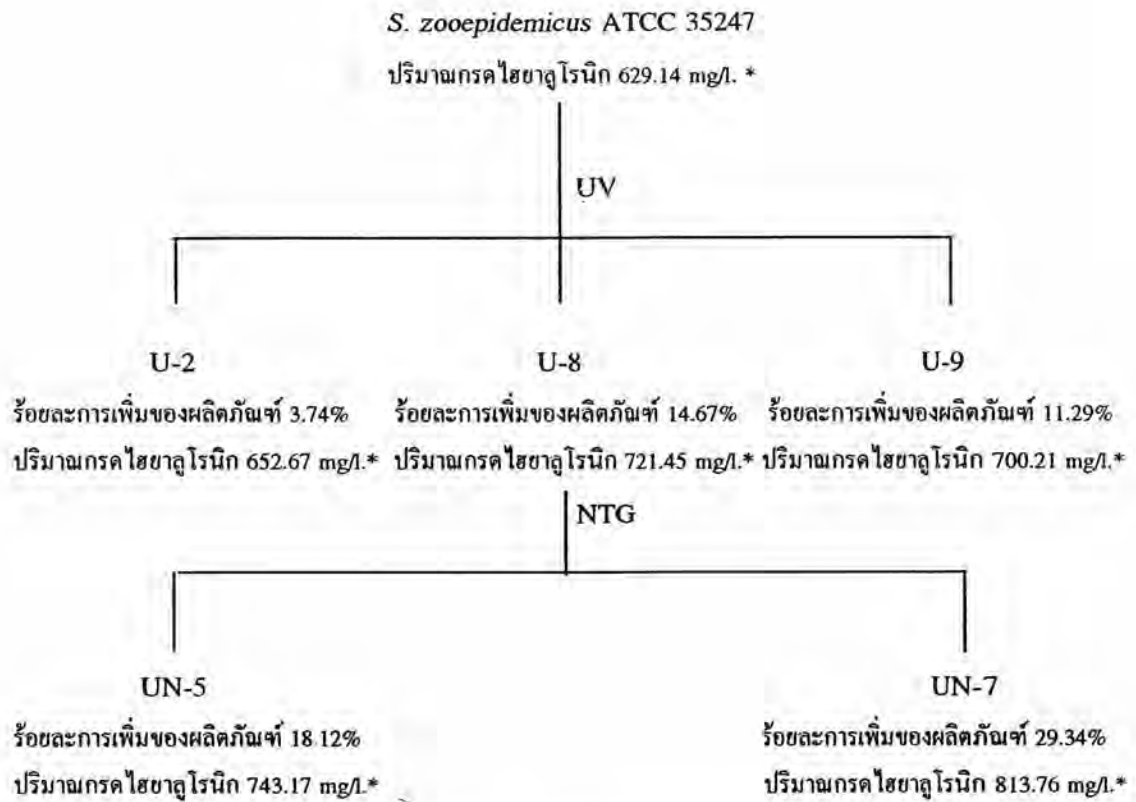 S. zooepidemicus ATCC 35247
ปริมาณกรดไฮยาลูโรนิก 629.14 mg/l. *
UV
U-2 U-8 U-9
ร้อยละการเพิ่มของผลิตภัณฑ์ 3.74% ร้อยละการเพิ่มของผลิตภัณฑ์ 14.67% ร้อยละการเพิ่มของผลิตภัณฑ์ 11.29%
ปริมาณกรดไฮยาลูโรนิก 652.67 mg/l.* ปริมาณกรดไฮยาลูโรนิก 721.45 mg/l.* ปริมาณกรดไฮยาลูโรนิก 700.21 mg/l.*
NTG
UN-5 UN-7
ร้อยละการเพิ่มของผลิตภัณฑ์ 18.12% ร้อยละการเพิ่มของผลิตภัณฑ์ 29.34%
ปริมาณกรดไฮยาลูโรนิก 743.17 mg/l.* ปริมาณกรดไฮยาลูโรนิก 813.76 mg/l.*